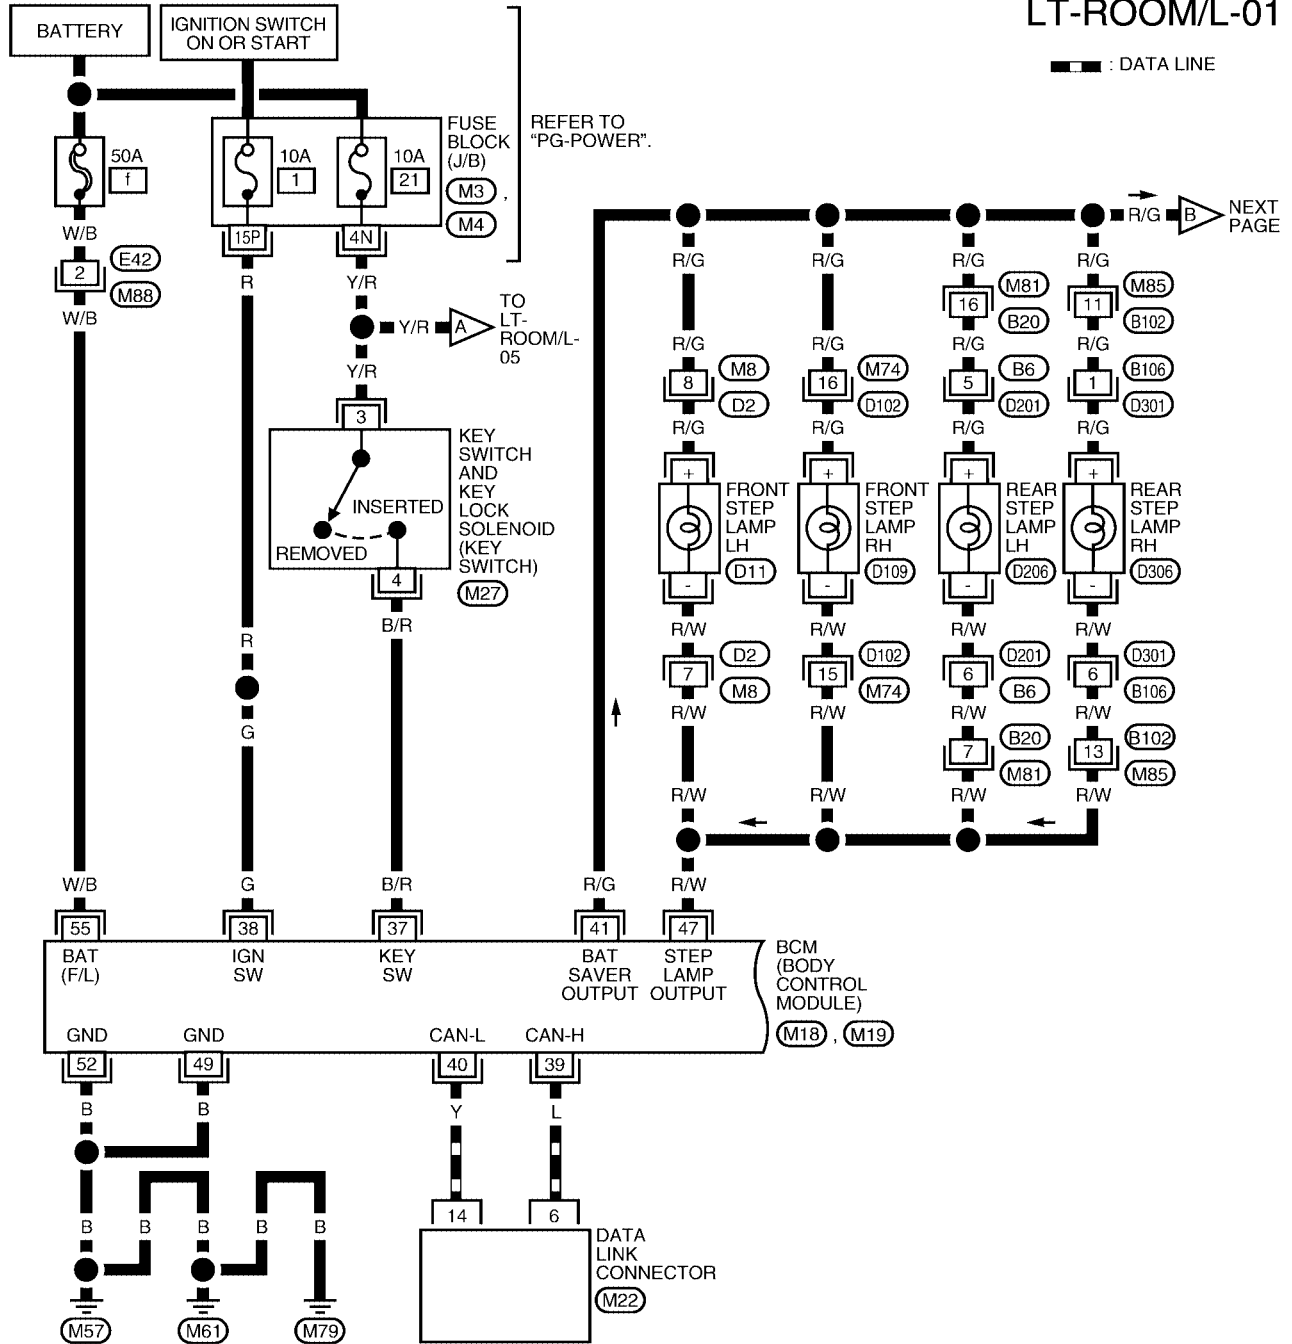 LT-ROOM/L-01
: DATA LINE
BATTERY
IGNITION SWITCH
ON OR START
50A
f
10A
1
10A
21
FUSE
BLOCK
(J/B)
M3 ,
M4
REFER TO
"PG-POWER".
15P
4N
W/B
2
E42
M88
W/B
R
Y/R
Y/R
A
TO
LT-
ROOM/L-
05
Y/R
3
KEY
SWITCH
AND
KEY
LOCK
SOLENOID
(KEY
SWITCH)
M27
INSERTED
REMOVED
4
B/R
R
G
R/G
B
NEXT
PAGE
R/G
R/G
R/G
R/G
16
M81
B20
11
M85
B102
R/G
R/G
R/G
R/G
8
M8
D2
16
M74
D102
5
B6
D201
1
B106
D301
R/G
R/G
R/G
R/G
+
+
+
+
FRONT
STEP
LAMP
LH
D11
FRONT
STEP
LAMP
RH
D109
REAR
STEP
LAMP
LH
D206
REAR
STEP
LAMP
RH
D306
-
-
-
-
R/W
R/W
R/W
R/W
7
D2
M8
15
D102
M74
6
D201
B6
6
D301
B106
R/W
R/W
R/W
R/W
7
B20
M81
13
B102
M85
R/W
R/W
R/W
R/W
W/B
G
B/R
R/G
R/W
55
38
37
41
47
BAT
(F/L)
IGN
SW
KEY
SW
BAT
SAVER
OUTPUT
STEP
LAMP
OUTPUT
BCM
(BODY
CONTROL
MODULE)
M18 , M19
GND
GND
CAN-L
CAN-H
52
49
40
39
B
B
Y
L
B
B
B
B
B
14
6
DATA
LINK
CONNECTOR
M22
M57
M61
M79